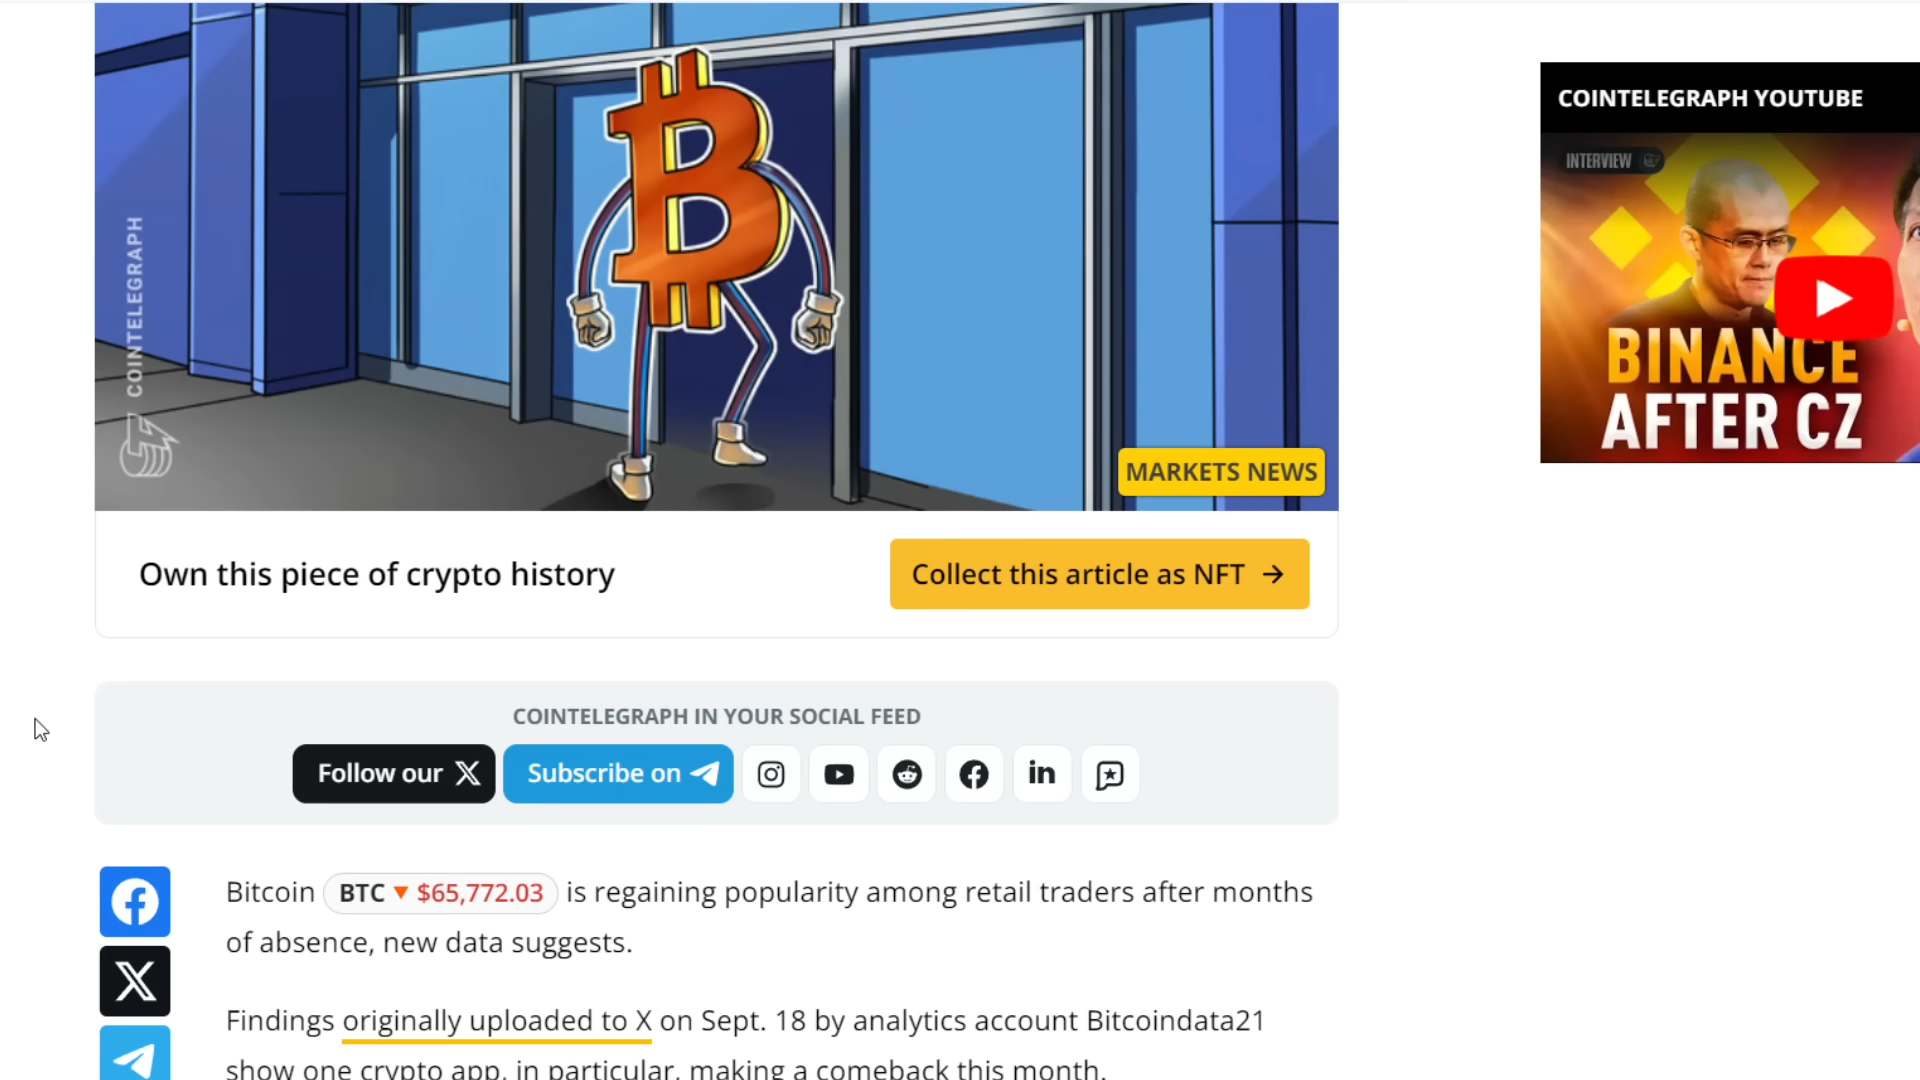 COINTELEGRAPH
MARKETS NEWS
COINTELEGRAPH YOUTUBE
INTERVIEW
BINANCE
AFTER CZ
Own this piece of crypto history
Collect this article as NFT →
COINTELEGRAPH IN YOUR SOCIAL FEED
Follow our X
Subscribe on
Bitcoin BTC ▼ $65,772.03 is regaining popularity among retail traders after months
of absence, new data suggests.
Findings originally uploaded to X on Sept. 18 by analytics account Bitcoindata21
show one crypto app, in particular, making a comeback this month.